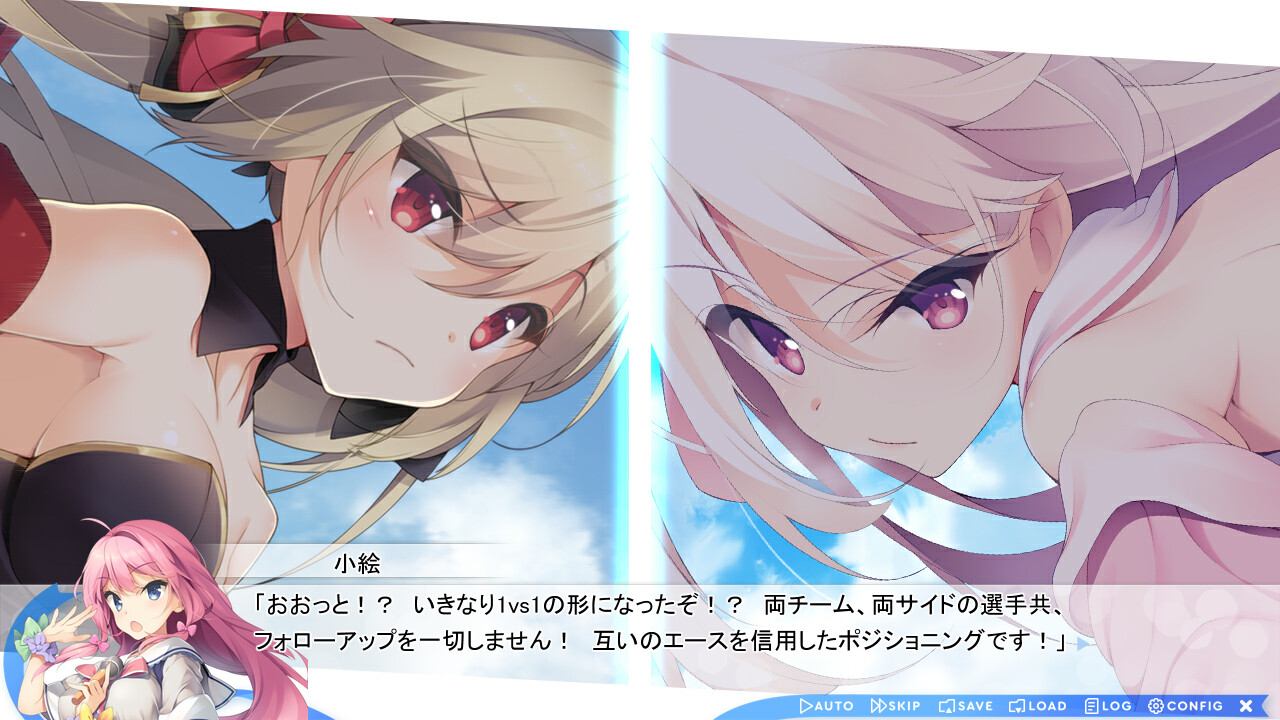 小絵
「おおっと！？　いきなり1vs1の形になったぞ！？　両チーム、両サイドの選手共、
フォローアップを一切しません！　互いのエースを信用したポジショニングです！」
AUTO SKIP SAVE LOAD LOG CONFIG